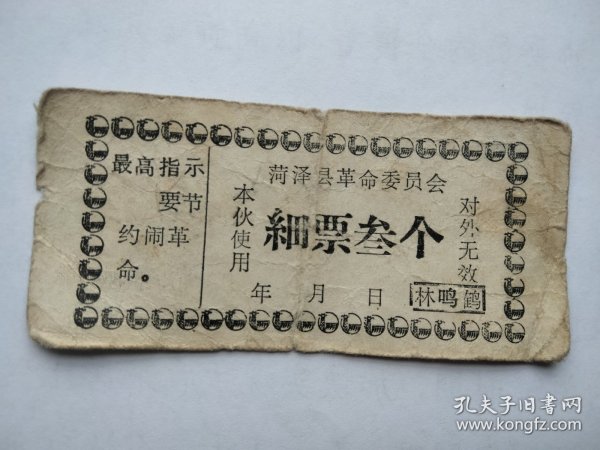 最高指示
要节
约闹革
命。
菏泽县革命委员会
本伙使用
細票叁个
对外无效
年 月 日
林鸣鹤
孔夫子旧书网
www.kongfz.com